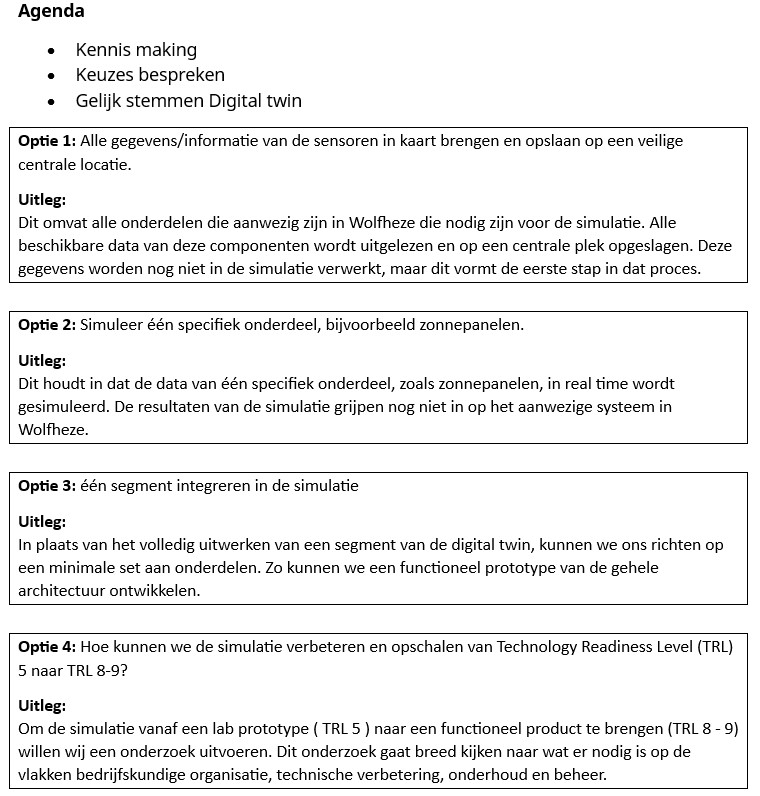 Agenda
• Kennis making
• Keuzes bespreken
• Gelijk stemmen Digital twin
Optie 1: Alle gegevens/informatie van de sensoren in kaart brengen en opslaan op een veilige
centrale locatie.
Uitleg:
Dit omvat alle onderdelen die aanwezig zijn in Wolfheze die nodig zijn voor de simulatie. Alle
beschikbare data van deze componenten wordt uitgelezen en op een centrale plek opgeslagen. Deze
gegevens worden nog niet in de simulatie verwerkt, maar dit vormt de eerste stap in dat proces.
Optie 2: Simuleer één specifiek onderdeel, bijvoorbeeld zonnepanelen.
Uitleg:
Dit houdt in dat de data van één specifiek onderdeel, zoals zonnepanelen, in real time wordt
gesimuleerd. De resultaten van de simulatie grijpen nog niet in op het aanwezige systeem in
Wolfheze.
Optie 3: één segment integreren in de simulatie
Uitleg:
In plaats van het volledig uitwerken van een segment van de digital twin, kunnen we ons richten op
een minimale set aan onderdelen. Zo kunnen we een functioneel prototype van de gehele
architectuur ontwikkelen.
Optie 4: Hoe kunnen we de simulatie verbeteren en opschalen van Technology Readiness Level (TRL)
5 naar TRL 8-9?
Uitleg:
Om de simulatie vanaf een lab prototype ( TRL 5 ) naar een functioneel product te brengen (TRL 8 - 9)
willen wij een onderzoek uitvoeren. Dit onderzoek gaat breed kijken naar wat er nodig is op de
vlakken bedrijfskundige organisatie, technische verbetering, onderhoud en beheer.